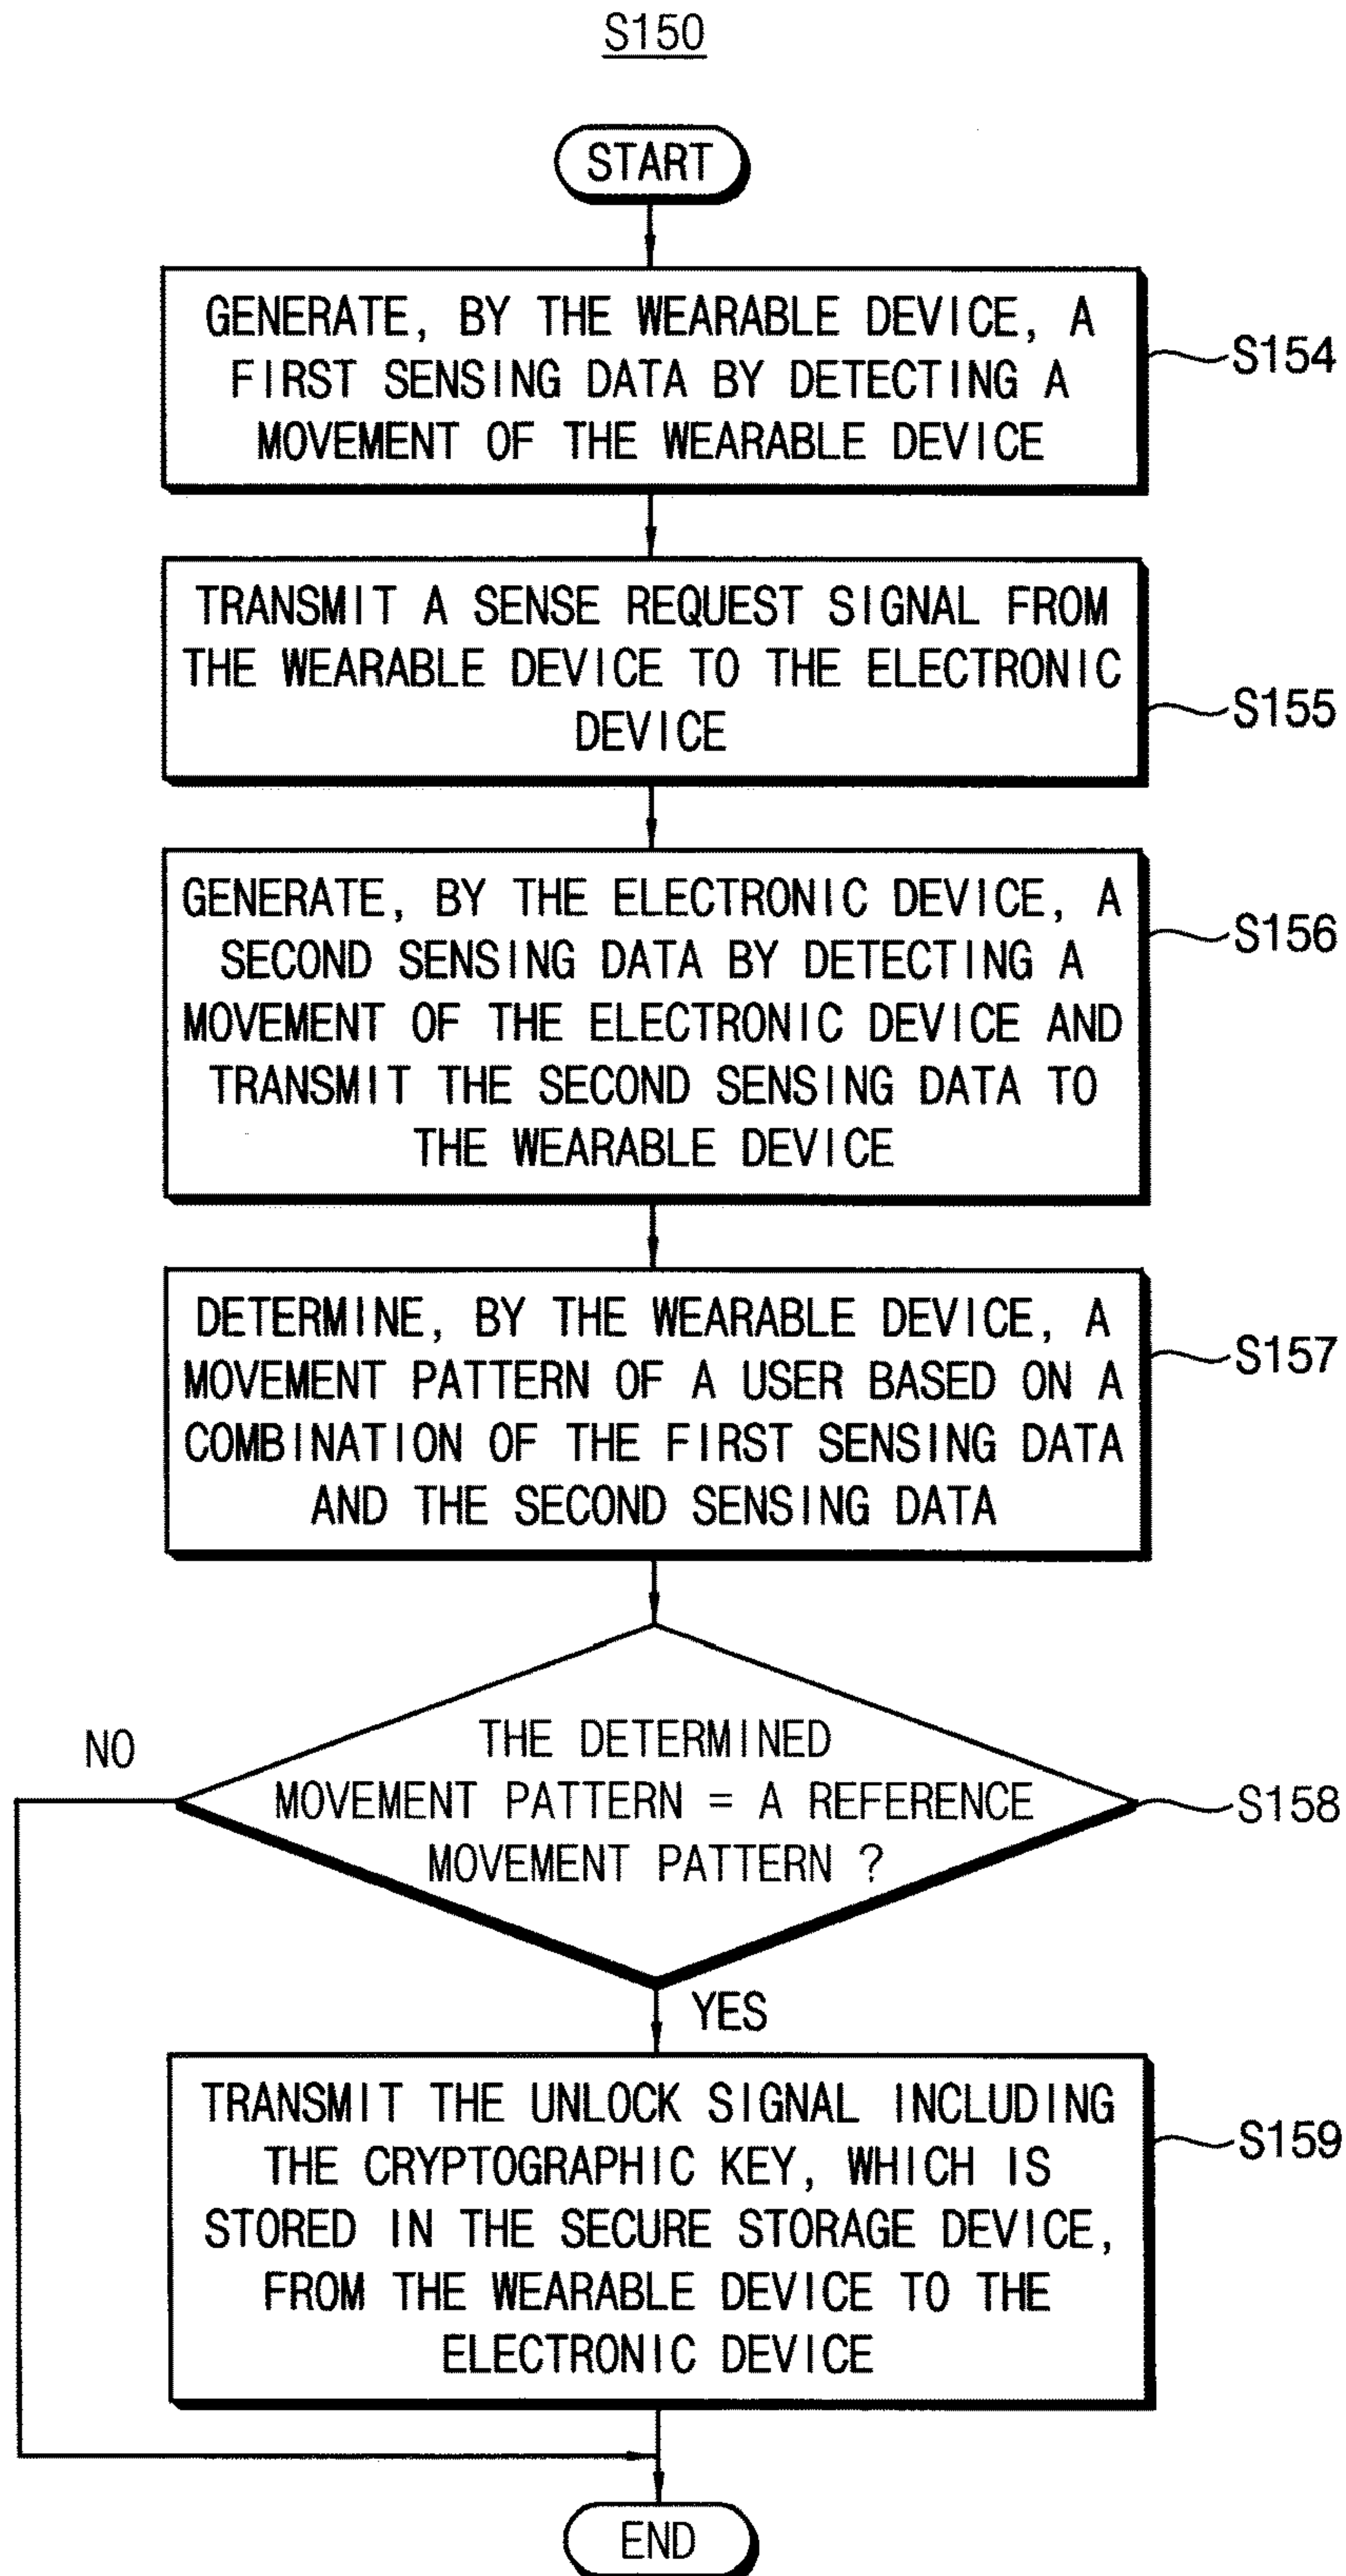 S150
START
GENERATE, BY THE WEARABLE DEVICE, A
FIRST SENSING DATA BY DETECTING A
MOVEMENT OF THE WEARABLE DEVICE
S154
TRANSMIT A SENSE REQUEST SIGNAL FROM
THE WEARABLE DEVICE TO THE ELECTRONIC
DEVICE
S155
GENERATE, BY THE ELECTRONIC DEVICE, A
SECOND SENSING DATA BY DETECTING A
MOVEMENT OF THE ELECTRONIC DEVICE AND
TRANSMIT THE SECOND SENSING DATA TO
THE WEARABLE DEVICE
S156
DETERMINE, BY THE WEARABLE DEVICE, A
MOVEMENT PATTERN OF A USER BASED ON A
COMBINATION OF THE FIRST SENSING DATA
AND THE SECOND SENSING DATA
S157
NO
THE DETERMINED
MOVEMENT PATTERN = A REFERENCE
MOVEMENT PATTERN ?
S158
YES
TRANSMIT THE UNLOCK SIGNAL INCLUDING
THE CRYPTOGRAPHIC KEY, WHICH IS
STORED IN THE SECURE STORAGE DEVICE,
FROM THE WEARABLE DEVICE TO THE
ELECTRONIC DEVICE
S159
END